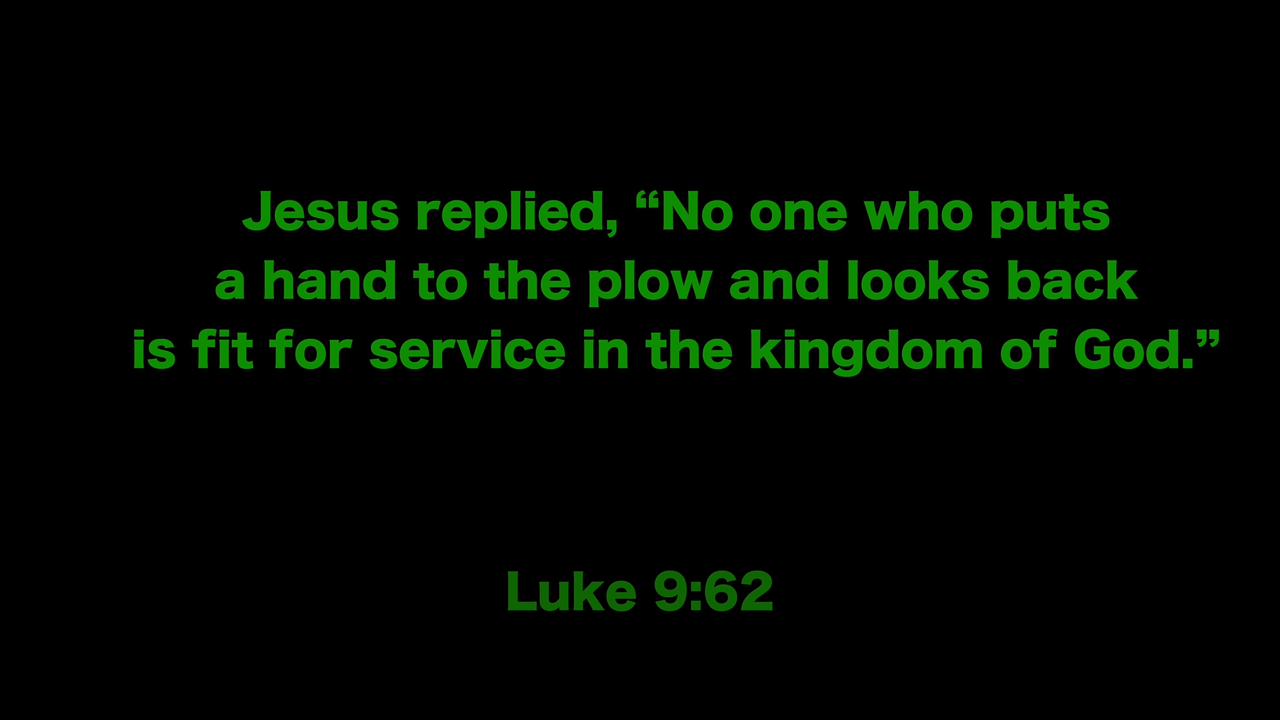 Jesus replied, “No one who puts
a hand to the plow and looks back
is fit for service in the kingdom of God.”
Luke 9:62